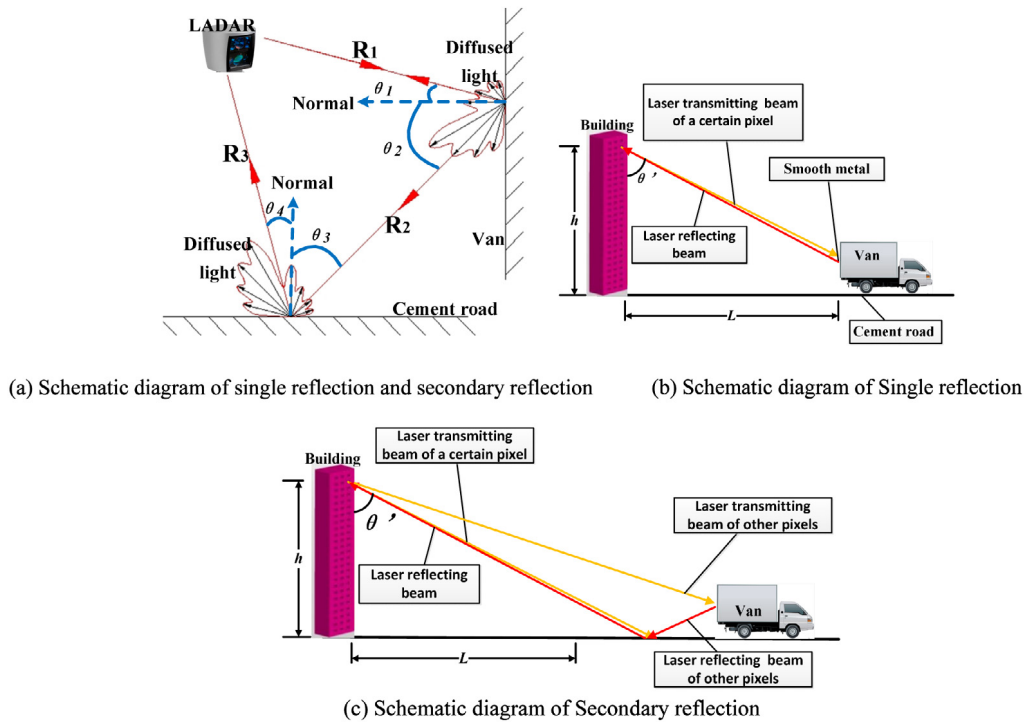 LADAR
R1
Diffused
light
θ1
Normal
θ2
R3
Normal
R2
θ4
θ3
Van
Diffused
light
Cement road
(a) Schematic diagram of single reflection and secondary reflection
Laser transmitting beam
of a certain pixel
Building
Smooth metal
θ’
h
Laser reflecting
beam
Van
L
Cement road
(b) Schematic diagram of Single reflection
Laser transmitting
beam of a certain pixel
Building
Laser transmitting
beam of other pixels
θ’
h
Laser reflecting
beam
Van
L
Laser reflecting beam
of other pixels
(c) Schematic diagram of Secondary reflection